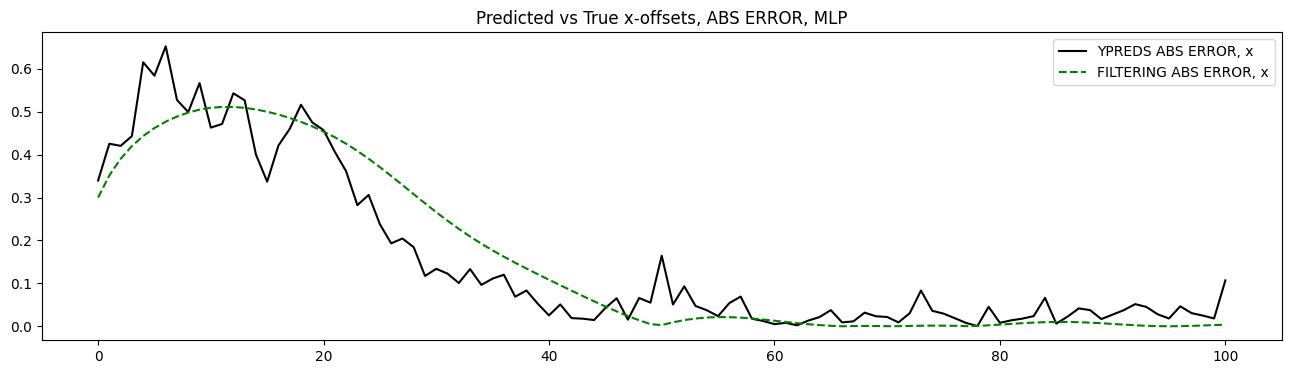 Predicted vs True x-offsets, ABS ERROR, MLP
YPREDS ABS ERROR, x
FILTERING ABS ERROR, x
0.6
0.5
0.4
0.3
0.2
0.1
0.0
0 20 40 60 80 100